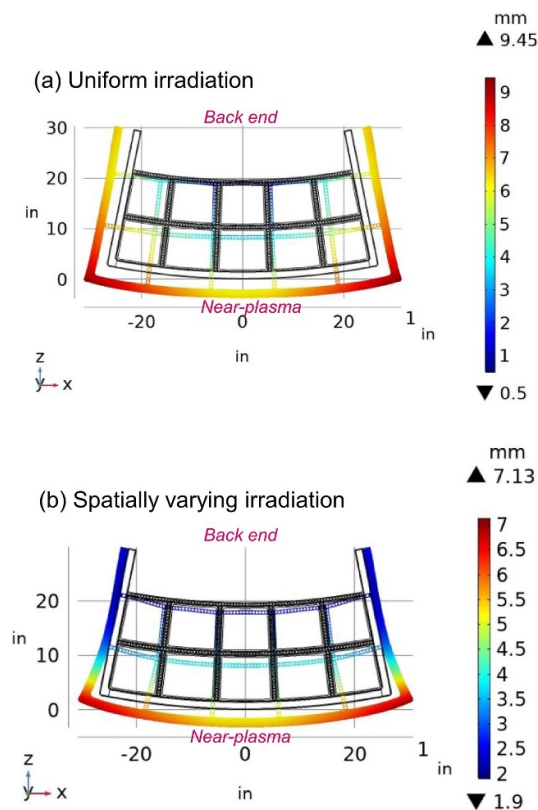 mm
▲ 9.45
(a) Uniform irradiation
Back end
30
20
in
10
0
Near-plasma
-20
0
20
1
in
in
z
y
x
9
8
7
6
5
4
3
2
1
▼ 0.5
mm
▲ 7.13
(b) Spatially varying irradiation
Back end
20
in
10
0
Near-plasma
-20
0
20
1
in
in
z
y
x
7
6.5
6
5.5
5
4.5
4
3.5
3
2.5
2
▼ 1.9